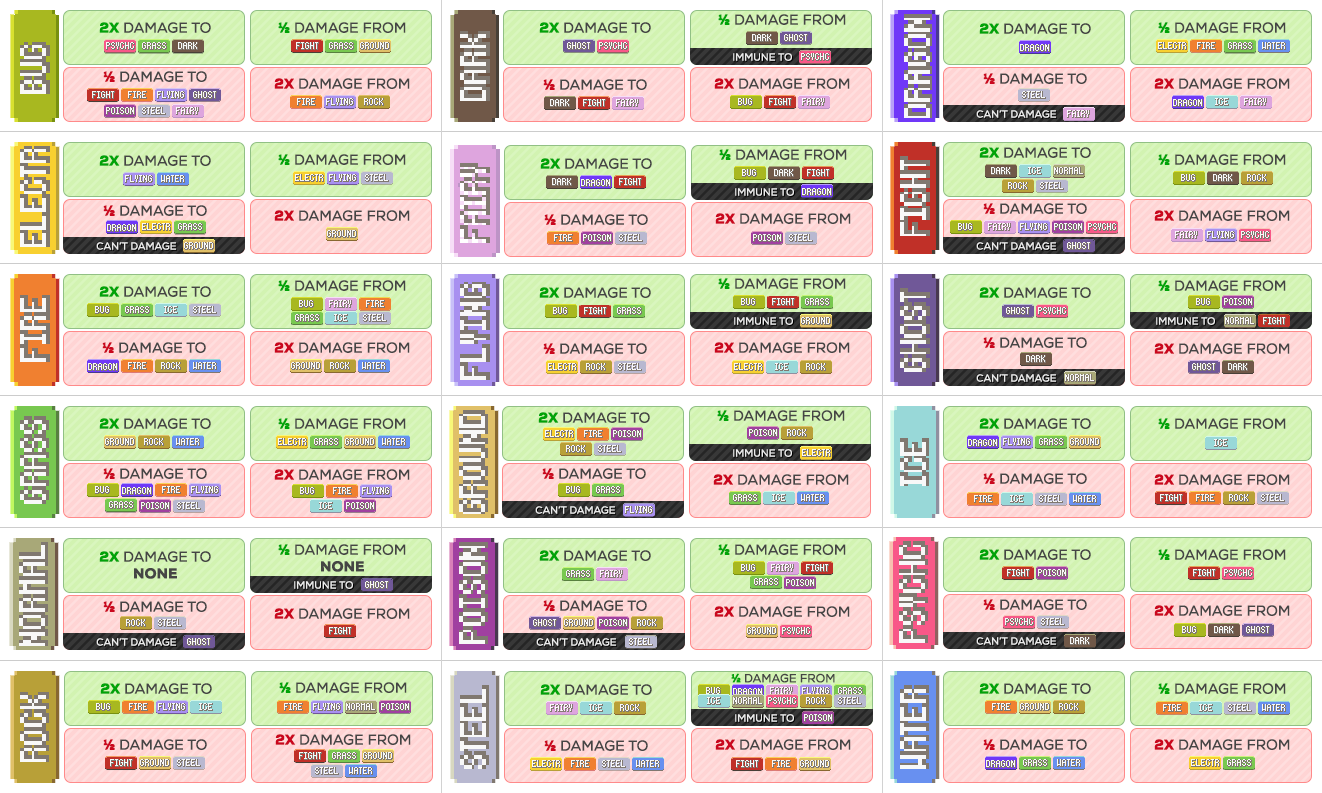 BUG
2X DAMAGE TO
PSYCHC GRASS DARK
½ DAMAGE FROM
FIGHT GRASS GROUND
½ DAMAGE TO
FIGHT FIRE FLYING GHOST
POISON STEEL FAIRY
2X DAMAGE FROM
FIRE FLYING ROCK
DARK
2X DAMAGE TO
GHOST PSYCHC
½ DAMAGE FROM
DARK GHOST
IMMUNE TO PSYCHC
½ DAMAGE TO
DARK FIGHT FAIRY
2X DAMAGE FROM
BUG FIGHT FAIRY
DRAGON
2X DAMAGE TO
DRAGON
½ DAMAGE FROM
ELECTR FIRE GRASS WATER
½ DAMAGE TO
STEEL
CAN'T DAMAGE FAIRY
2X DAMAGE FROM
DRAGON ICE FAIRY
ELECTR
2X DAMAGE TO
FLYING WATER
½ DAMAGE FROM
ELECTR FLYING STEEL
½ DAMAGE TO
DRAGON ELECTR GRASS
CAN'T DAMAGE GROUND
2X DAMAGE FROM
GROUND
FAIRY
2X DAMAGE TO
DARK DRAGON FIGHT
½ DAMAGE FROM
BUG DARK FIGHT
IMMUNE TO DRAGON
½ DAMAGE TO
FIRE POISON STEEL
2X DAMAGE FROM
POISON STEEL
FIGHT
2X DAMAGE TO
DARK ICE NORMAL
ROCK STEEL
½ DAMAGE FROM
BUG DARK ROCK
½ DAMAGE TO
BUG FAIRY FLYING POISON PSYCHC
CAN'T DAMAGE GHOST
2X DAMAGE FROM
FAIRY FLYING PSYCHC
FIRE
2X DAMAGE TO
BUG GRASS ICE STEEL
½ DAMAGE FROM
BUG FAIRY FIRE
GRASS ICE STEEL
½ DAMAGE TO
DRAGON FIRE ROCK WATER
2X DAMAGE FROM
GROUND ROCK WATER
FLYING
2X DAMAGE TO
BUG FIGHT GRASS
½ DAMAGE FROM
BUG FIGHT GRASS
IMMUNE TO GROUND
½ DAMAGE TO
ELECTR ROCK STEEL
2X DAMAGE FROM
ELECTR ICE ROCK
GHOST
2X DAMAGE TO
GHOST PSYCHC
½ DAMAGE FROM
BUG POISON
IMMUNE TO NORMAL FIGHT
½ DAMAGE TO
DARK
CAN'T DAMAGE NORMAL
2X DAMAGE FROM
GHOST DARK
GRASS
2X DAMAGE TO
GROUND ROCK WATER
½ DAMAGE FROM
ELECTR GRASS GROUND WATER
½ DAMAGE TO
BUG DRAGON FIRE FLYING
GRASS POISON STEEL
2X DAMAGE FROM
BUG FIRE FLYING
ICE POISON
GROUND
2X DAMAGE TO
ELECTR FIRE POISON
ROCK STEEL
½ DAMAGE FROM
POISON ROCK
IMMUNE TO ELECTR
½ DAMAGE TO
BUG GRASS
CAN'T DAMAGE FLYING
2X DAMAGE FROM
GRASS ICE WATER
ICE
2X DAMAGE TO
DRAGON FLYING GRASS GROUND
½ DAMAGE FROM
ICE
½ DAMAGE TO
FIRE ICE STEEL WATER
2X DAMAGE FROM
FIGHT FIRE ROCK STEEL
NORMAL
2X DAMAGE TO
NONE
½ DAMAGE FROM
NONE
IMMUNE TO GHOST
½ DAMAGE TO
ROCK STEEL
CAN'T DAMAGE GHOST
2X DAMAGE FROM
FIGHT
POISON
2X DAMAGE TO
GRASS FAIRY
½ DAMAGE FROM
BUG FAIRY FIGHT
GRASS POISON
½ DAMAGE TO
GHOST GROUND POISON ROCK
CAN'T DAMAGE STEEL
2X DAMAGE FROM
GROUND PSYCHC
PSYCHC
2X DAMAGE TO
FIGHT POISON
½ DAMAGE FROM
FIGHT PSYCHC
½ DAMAGE TO
PSYCHC STEEL
CAN'T DAMAGE DARK
2X DAMAGE FROM
BUG DARK GHOST
ROCK
2X DAMAGE TO
BUG FIRE FLYING ICE
½ DAMAGE FROM
FIRE FLYING NORMAL POISON
½ DAMAGE TO
FIGHT GROUND STEEL
2X DAMAGE FROM
FIGHT GRASS GROUND
STEEL WATER
STEEL
2X DAMAGE TO
FAIRY ICE ROCK
½ DAMAGE FROM
BUG DRAGON FAIRY FLYING GRASS
ICE NORMAL PSYCHC ROCK STEEL
IMMUNE TO POISON
½ DAMAGE TO
ELECTR FIRE STEEL WATER
2X DAMAGE FROM
FIGHT FIRE GROUND
WATER
2X DAMAGE TO
FIRE GROUND ROCK
½ DAMAGE FROM
FIRE ICE STEEL WATER
½ DAMAGE TO
DRAGON GRASS WATER
2X DAMAGE FROM
ELECTR GRASS